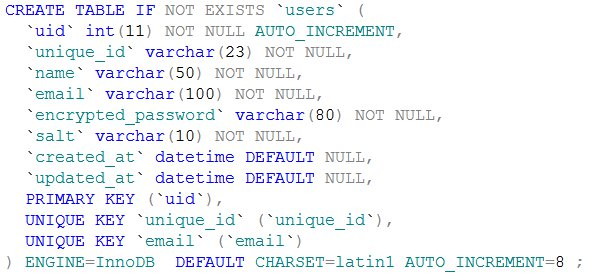 CREATE TABLE IF NOT EXISTS `users` (
  `uid` int(11) NOT NULL AUTO_INCREMENT,
  `unique_id` varchar(23) NOT NULL,
  `name` varchar(50) NOT NULL,
  `email` varchar(100) NOT NULL,
  `encrypted_password` varchar(80) NOT NULL,
  `salt` varchar(10) NOT NULL,
  `created_at` datetime DEFAULT NULL,
  `updated_at` datetime DEFAULT NULL,
  PRIMARY KEY (`uid`),
  UNIQUE KEY `unique_id` (`unique_id`),
  UNIQUE KEY `email` (`email`)
) ENGINE=InnoDB  DEFAULT CHARSET=latin1 AUTO_INCREMENT=8 ;